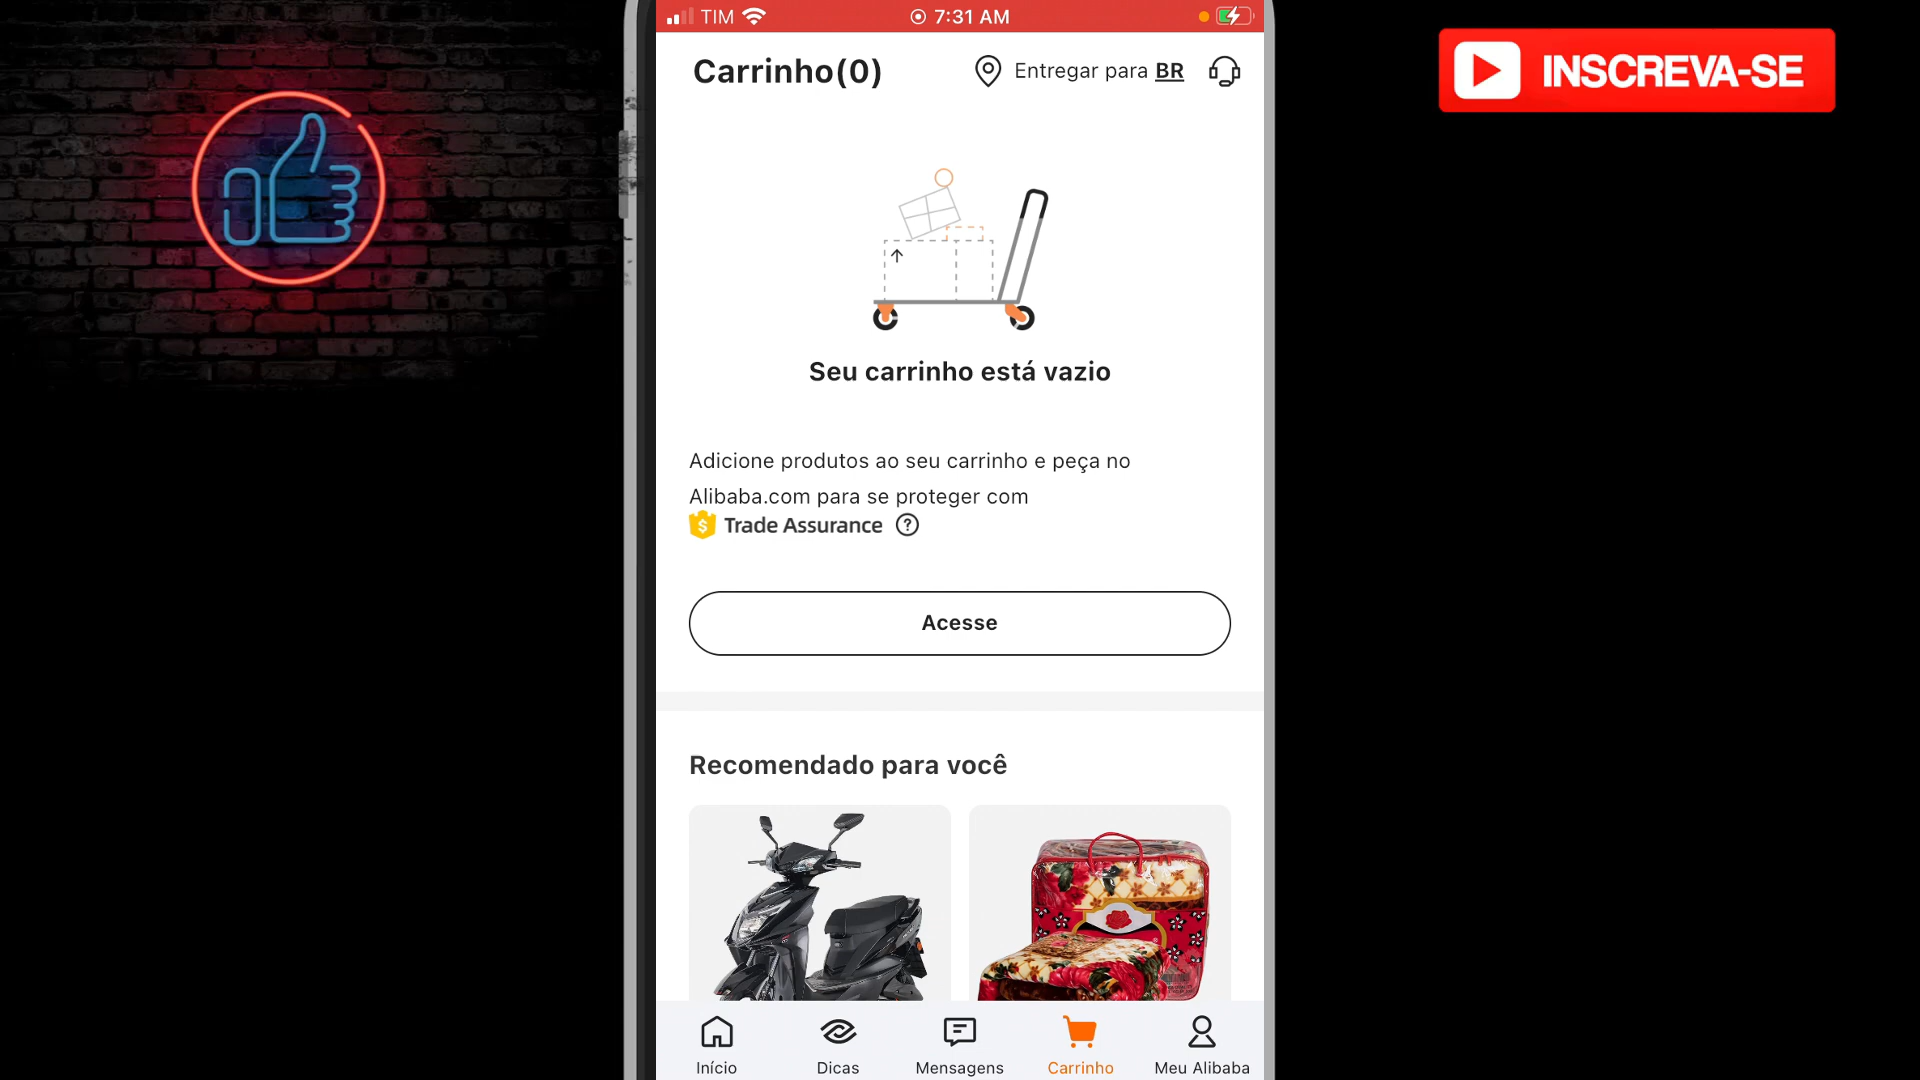 TIM
7:31 AM
INSCREVA-SE
Carrinho(0)
Entregar para BR
Seu carrinho está vazio
Adicione produtos ao seu carrinho e peça no
Alibaba.com para se proteger com
Trade Assurance
Acesse
Recomendado para você
Início
Dicas
Mensagens
Carrinho
Meu Alibaba